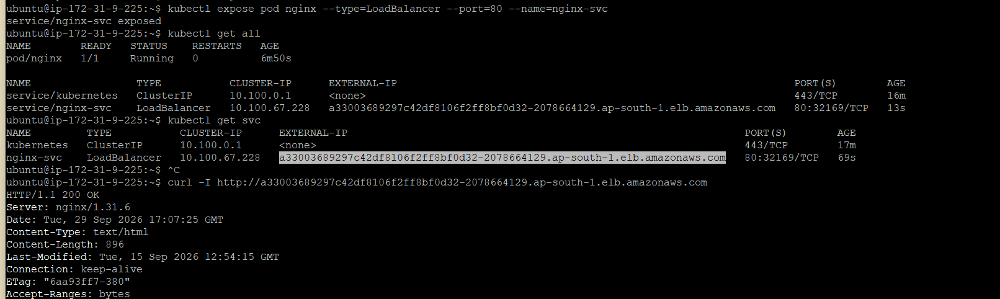 ubuntu@ip-172-31-9-225:~$ kubectl expose pod nginx --type=LoadBalancer --port=80 --name=nginx-svc
service/nginx-svc exposed
ubuntu@ip-172-31-9-225:~$ kubectl get all
NAME        READY   STATUS    RESTARTS   AGE
pod/nginx   1/1     Running   0          6m50s

NAME                 TYPE           CLUSTER-IP      EXTERNAL-IP                                                                PORT(S)        AGE
service/kubernetes   ClusterIP      10.100.0.1      <none>                                                                     443/TCP        16m
service/nginx-svc    LoadBalancer   10.100.67.228   a33003689297c42df8106f2ff8bf0d32-2078664129.ap-south-1.elb.amazonaws.com   80:32169/TCP   13s
ubuntu@ip-172-31-9-225:~$ kubectl get svc
NAME         TYPE           CLUSTER-IP      EXTERNAL-IP                                                                PORT(S)        AGE
kubernetes   ClusterIP      10.100.0.1      <none>                                                                     443/TCP        17m
nginx-svc    LoadBalancer   10.100.67.228   a33003689297c42df8106f2ff8bf0d32-2078664129.ap-south-1.elb.amazonaws.com   80:32169/TCP   69s
ubuntu@ip-172-31-9-225:~$ ^C
ubuntu@ip-172-31-9-225:~$ curl -I http://a33003689297c42df8106f2ff8bf0d32-2078664129.ap-south-1.elb.amazonaws.com
HTTP/1.1 200 OK
Server: nginx/1.31.6
Date: Tue, 29 Sep 2026 17:07:25 GMT
Content-Type: text/html
Content-Length: 896
Last-Modified: Tue, 15 Sep 2026 12:54:15 GMT
Connection: keep-alive
ETag: "6aa93ff7-380"
Accept-Ranges: bytes